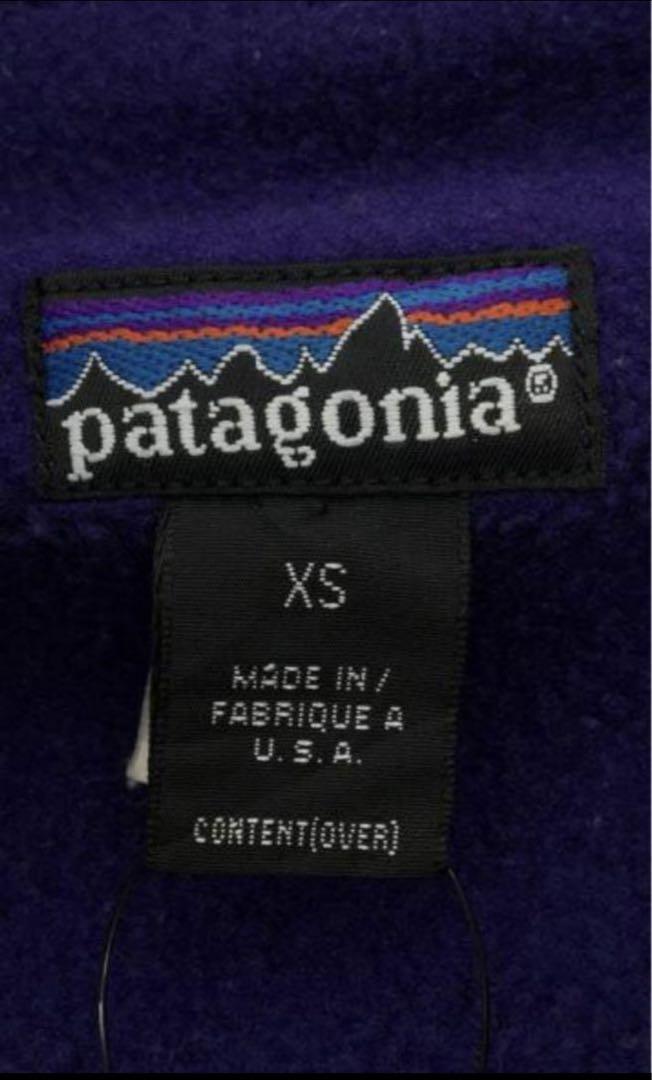 patagonia®
XS
MADE IN /
FABRIQUE A
U.S.A.
CONTENT(OVER)